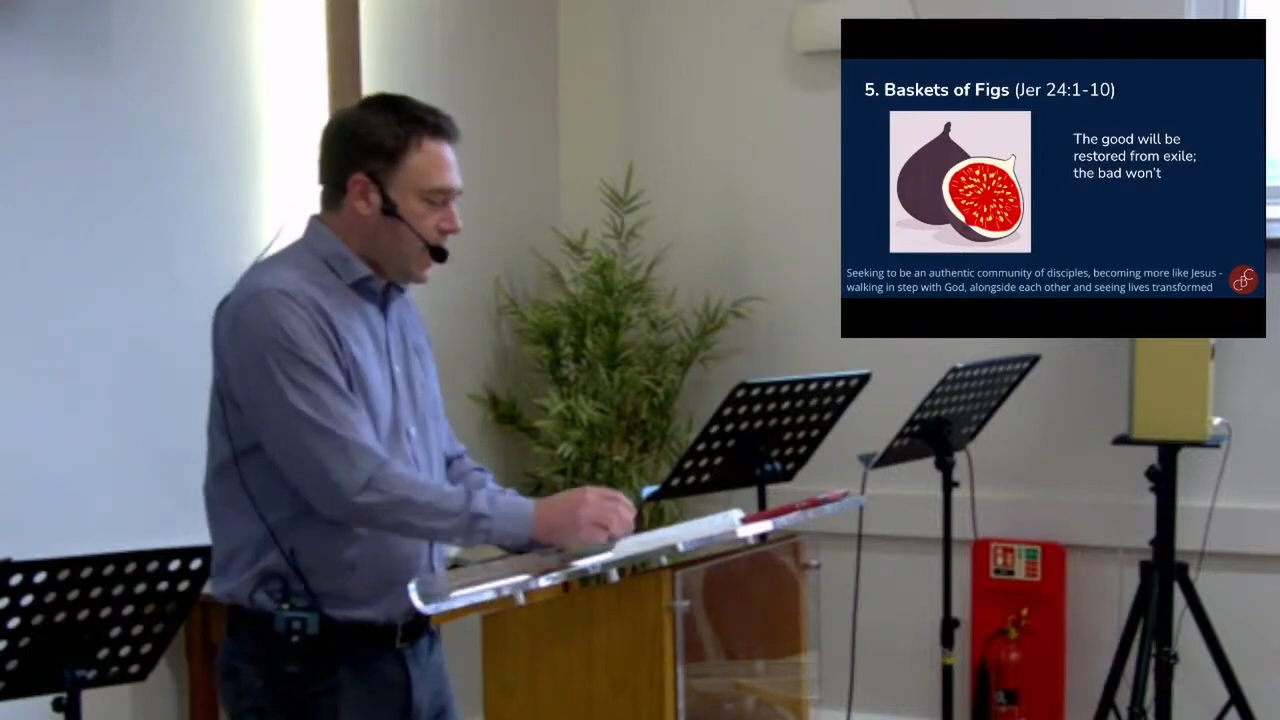 5. Baskets of Figs (Jer 24:1-10)
The good will be
restored from exile;
the bad won't
Seeking to be an authentic community of disciples, becoming more like Jesus -
walking in step with God, alongside each other and seeing lives transformed
CBC